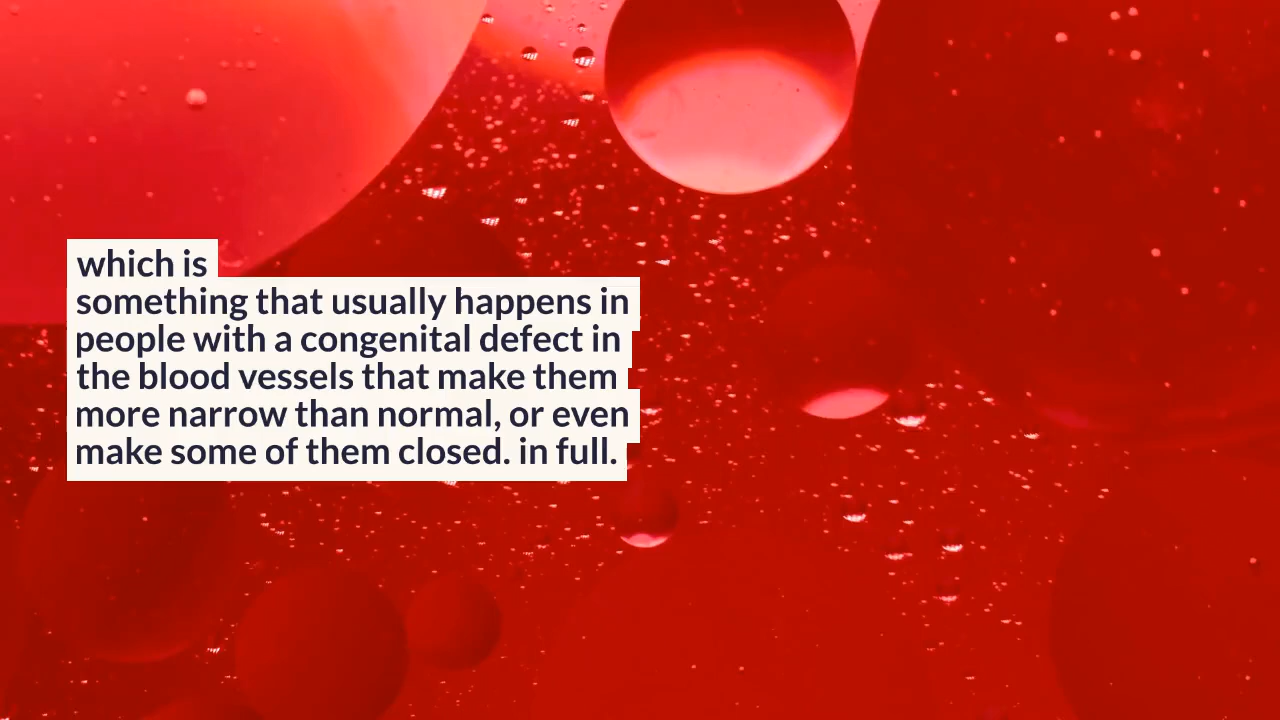 which is
something that usually happens in
people with a congenital defect in
the blood vessels that make them
more narrow than normal, or even
make some of them closed. in full.